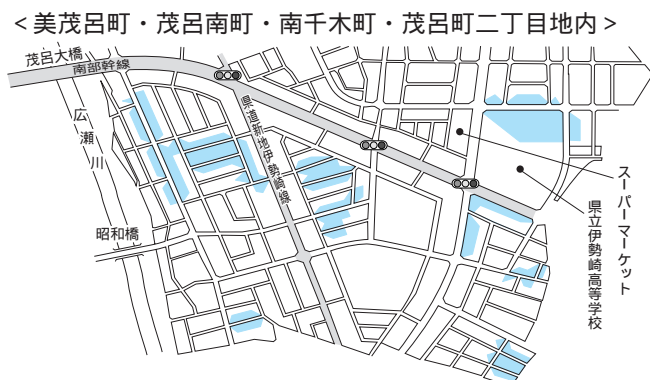 ＜美茂呂町・茂呂南町・南千木町・茂呂町二丁目地内＞
茂呂大橋
南部幹線
広瀬川
県道新地伊勢崎線
昭和橋
スーパーマーケット
県立伊勢崎高等学校